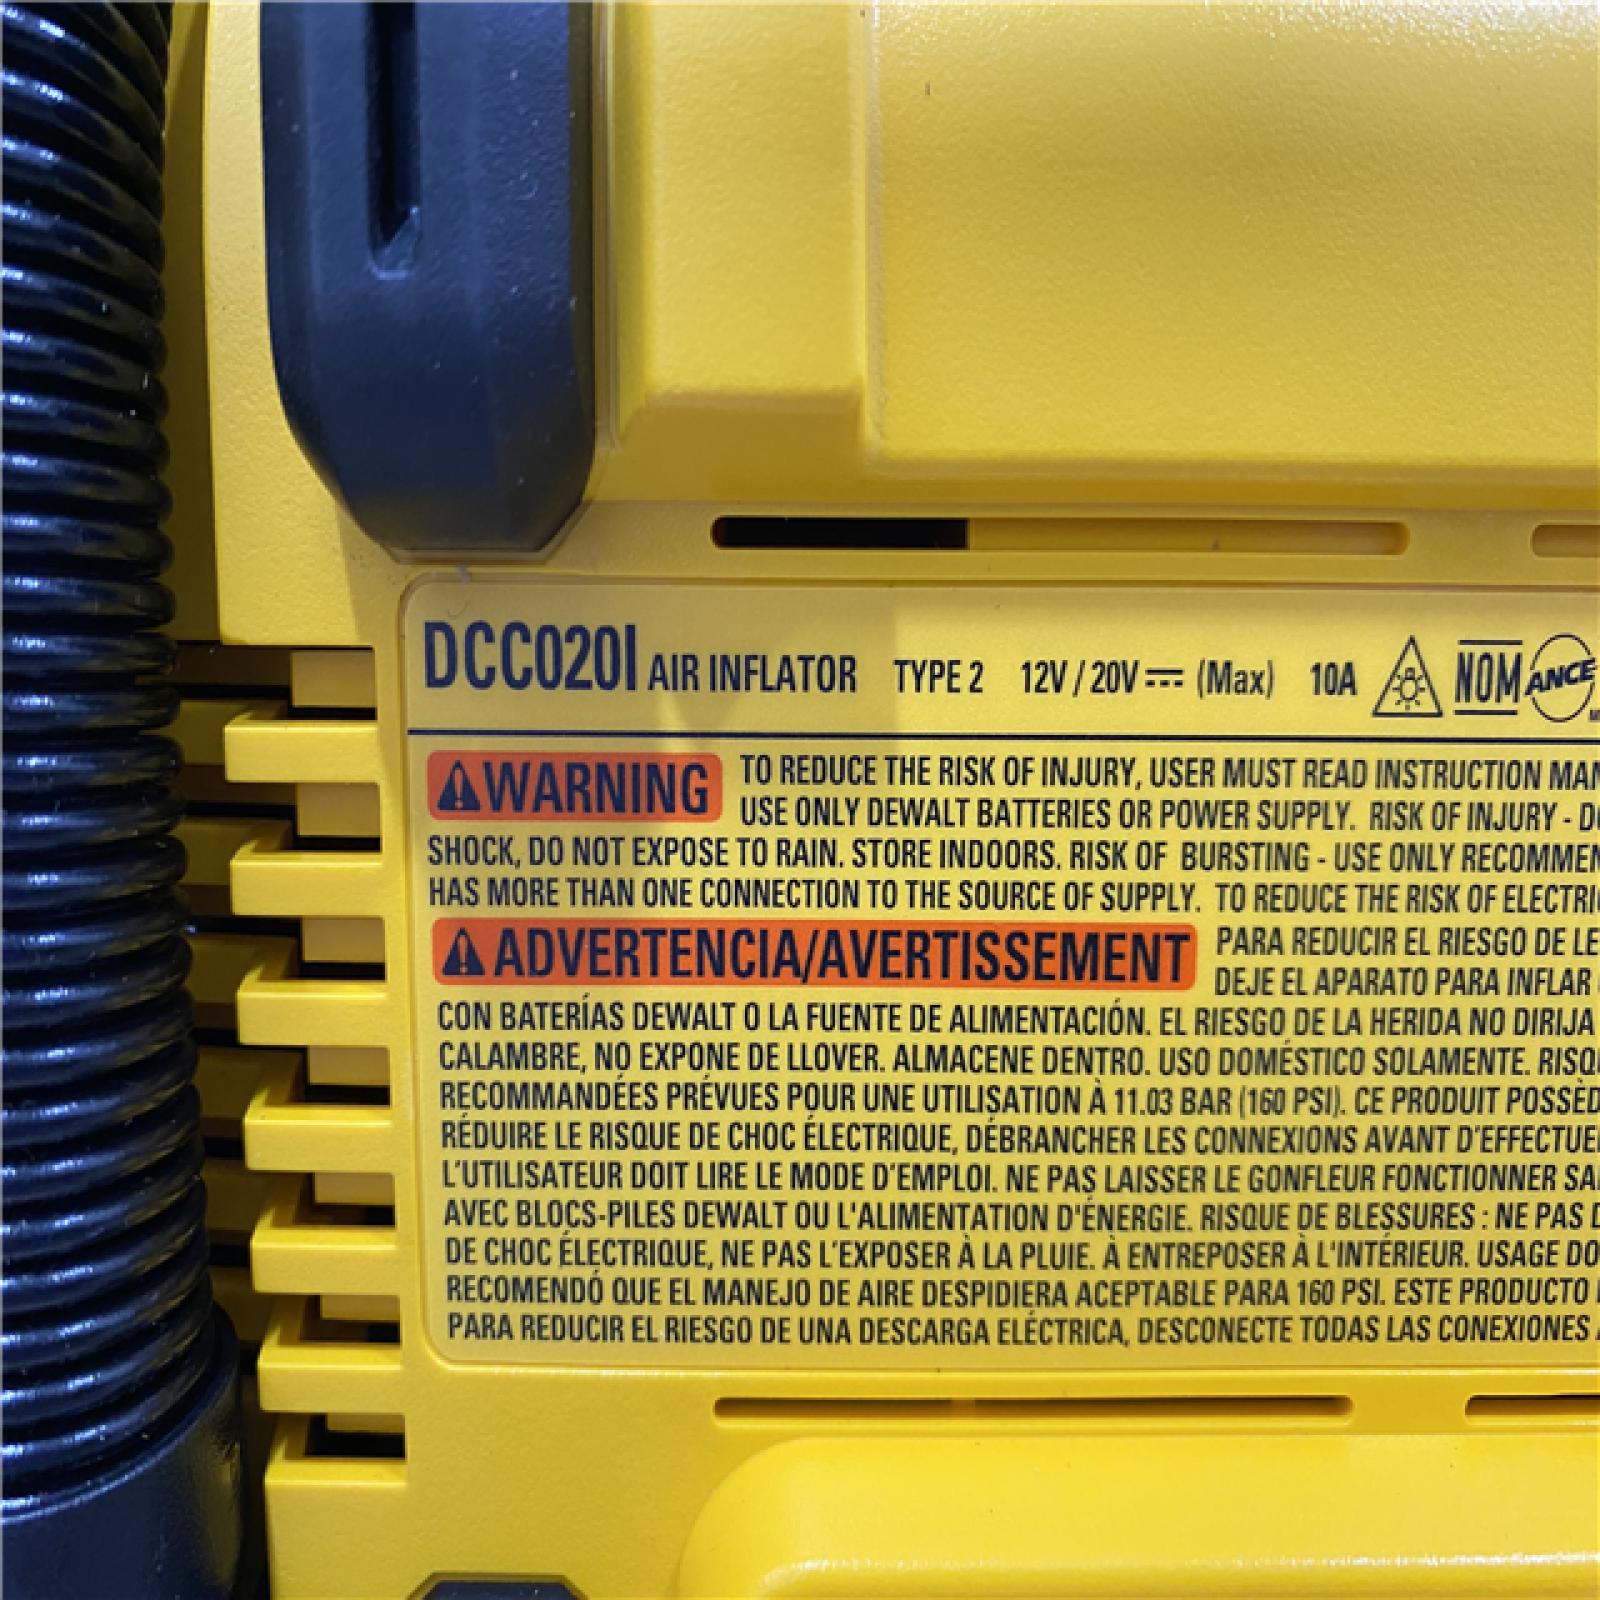 DCC020I AIR INFLATOR TYPE 2 12V / 20V (Max) 10A NOM ANCE
WARNING TO REDUCE THE RISK OF INJURY, USER MUST READ INSTRUCTION
USE ONLY DEWALT BATTERIES OR POWER SUPPLY. RISK OF INJURY -
SHOCK, DO NOT EXPOSE TO RAIN. STORE INDOORS. RISK OF BURSTING - USE ONLY
HAS MORE THAN ONE CONNECTION TO THE SOURCE OF SUPPLY. TO REDUCE THE RISK OF
ADVERTENCIA/AVERTISSEMENT PARA REDUCIR EL RIESGO DE
DEJE EL APARATO PARA INFLAR
CON BATERÍAS DEWALT O LA FUENTE DE ALIMENTACIÓN. EL RIESGO DE LA HERIDA NO DIRIJA
CALAMBRE, NO EXPONE DE LLOVER. ALMACENE DENTRO. USO DOMÉSTICO SOLAMENTE.
RECOMMANDÉES PRÉVUES POUR UNE UTILISATION À 11.03 BAR (160 PSI). CE PRODUIT
RÉDUIRE LE RISQUE DE CHOC ÉLECTRIQUE, DÉBRANCHER LES CONNEXIONS AVANT
L'UTILISATEUR DOIT LIRE LE MODE D'EMPLOI. NE PAS LAISSER LE GONFLEUR FONCTIONNER
AVEC BLOCS-PILES DEWALT OU L'ALIMENTATION D'ÉNERGIE. RISQUE DE BLESSURES : NE PAS
DE CHOC ÉLECTRIQUE, NE PAS L'EXPOSER À LA PLUIE. À ENTREPOSER À L'INTÉRIEUR. USAGE
RECOMENDÓ QUE EL MANEJO DE AIRE DESPIDIERA ACEPTABLE PARA 160 PSI. ESTE PRODUCTO
PARA REDUCIR EL RIESGO DE UNA DESCARGA ELÉCTRICA, DESCONECTE TODAS LAS CONEXIONES